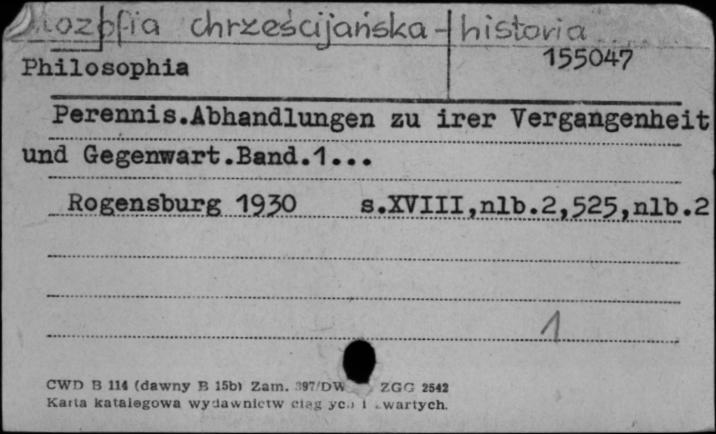 chrześcijańska - historia
155047
Philosophia
Perennis.Abhandlungen zu irer Vergangenheit
und Gegenwart.Band.1...
Rogensburg 1930 s.XVIII,nlb.2,525,nlb.2
1
CWD B 114 (dawny B 15b) Zam. 397/DW ZGG 2542
Karta katalogowa wydawnictw i